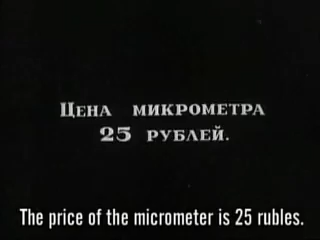 Цена микрометра
25 рублей.
The price of the micrometer is 25 rubles.